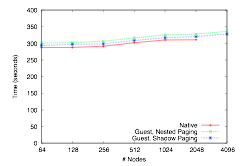 400
350
300
250
200
150
100
50
0
Time (seconds)
64 128 256 512 1024 2048 4096
# Nodes
Native
Guest, Nested Paging
Guest, Shadow Paging